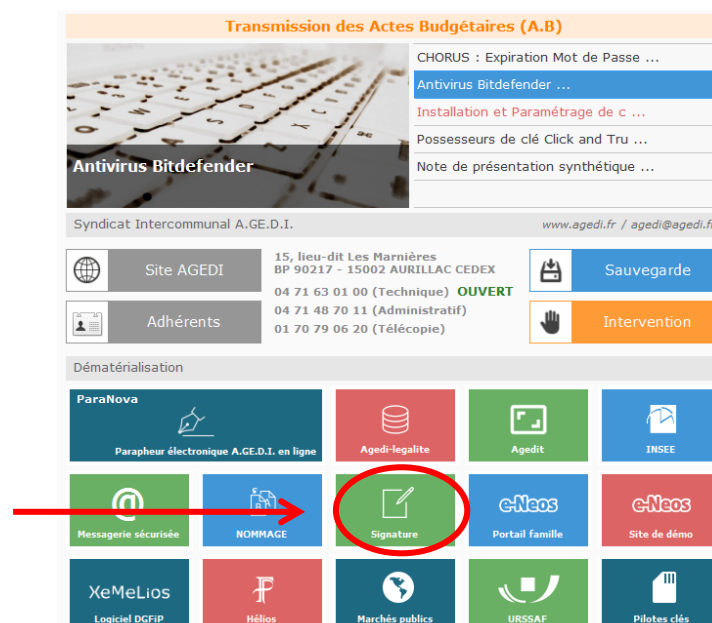 Transmission des Actes Budgétaires (A.B)
CHORUS : Expiration Mot de Passe ...
Antivirus Bitdefender ...
Installation et Paramétrage de c ...
Possesseurs de clé Click and Tru ...
Note de présentation synthétique ...
Antivirus Bitdefender
Syndicat Intercommunal A.GE.D.I.
www.agedi.fr / agedi@agedi.fr
Site AGEDI
Adhérents
15, lieu-dit Les Marnières
BP 90217 - 15002 AURILLAC CEDEX
04 71 63 01 00 (Technique) OUVERT
04 71 48 70 11 (Administratif)
01 70 79 06 20 (Télécopie)
Sauvegarde
Intervention
Dématérialisation
ParaNova
Parapheur électronique A.GE.D.I. en ligne
Agedi-legalite
Agedit
INSEE
@
Messagerie sécurisée
NOMMAGE
Signature
e-Neos
Portail famille
e-Neos
Site de démo
XeMeLios
Logiciel DGFiP
Hélios
Marchés publics
URSSAF
Pilotes clés